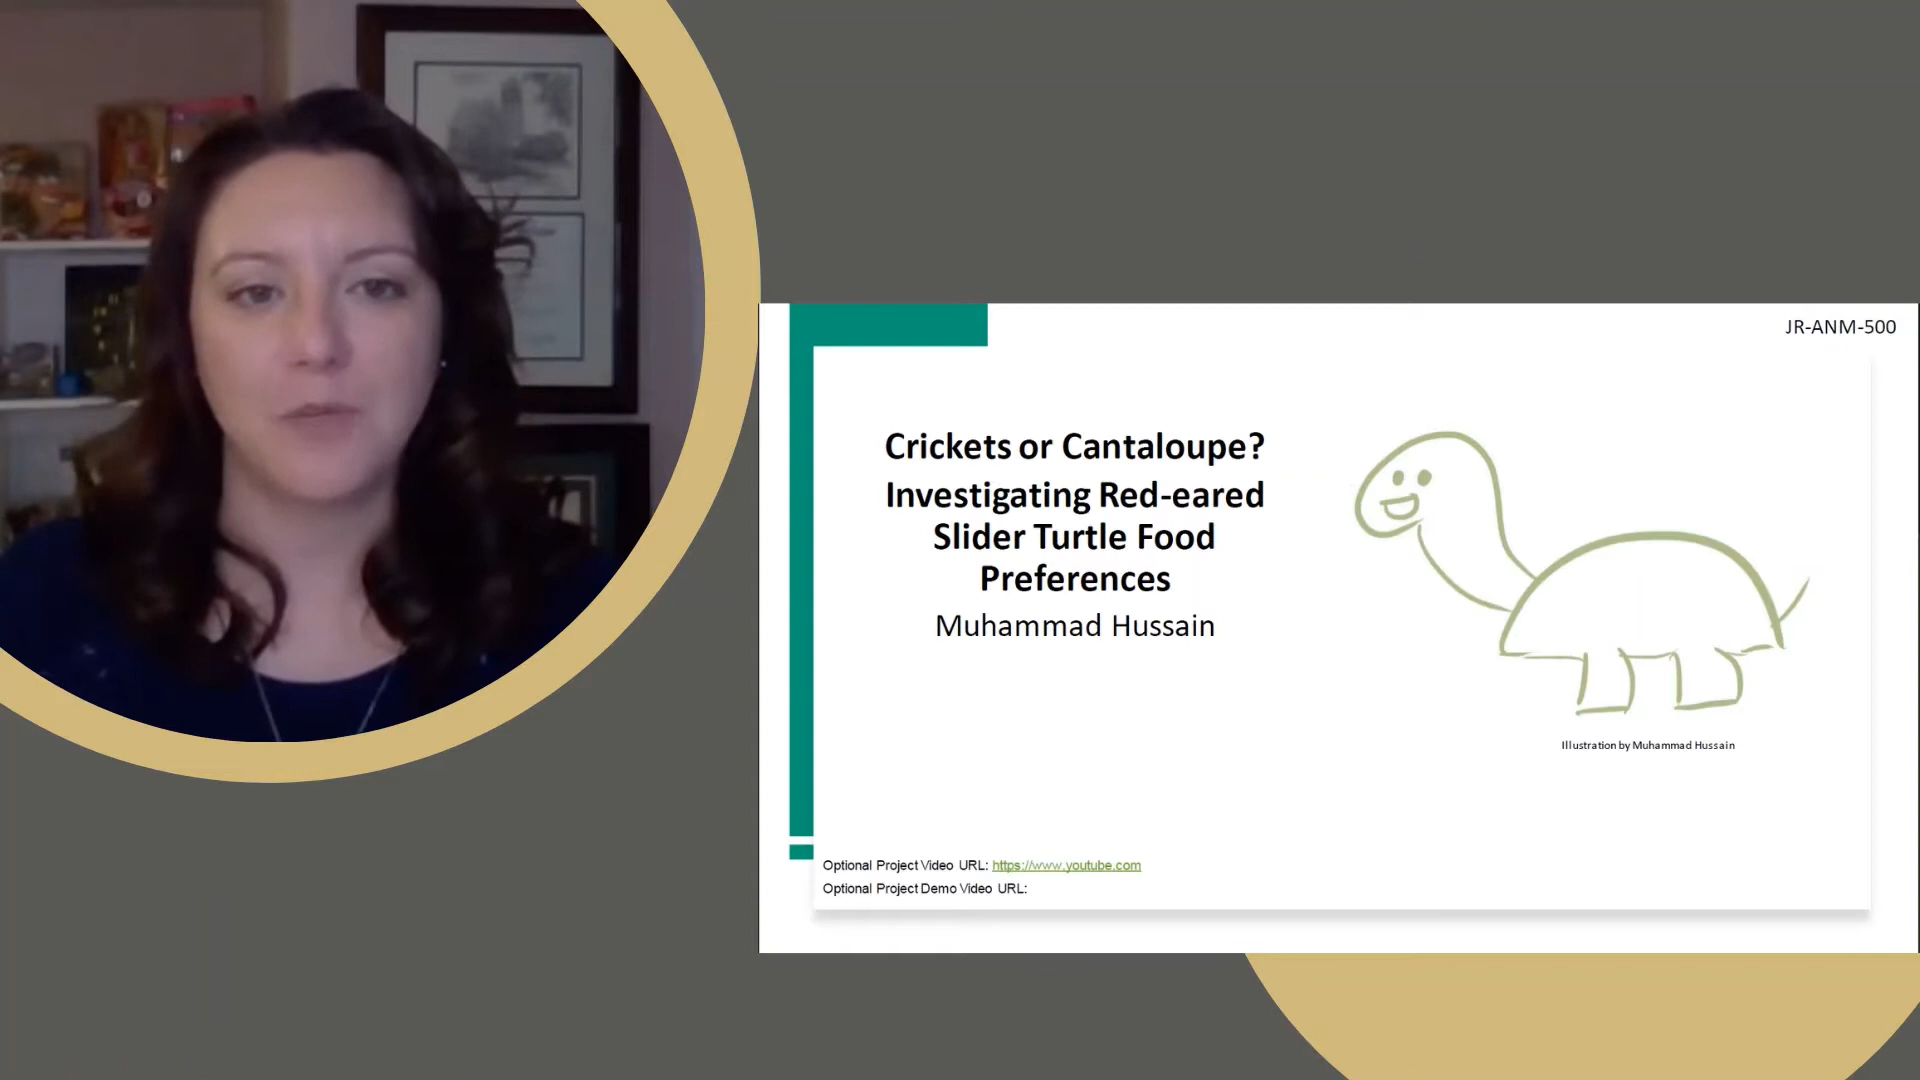 JR-ANM-500
Crickets or Cantaloupe?
Investigating Red-eared
Slider Turtle Food
Preferences
Muhammad Hussain
Illustration by Muhammad Hussain
Optional Project Video URL: https://www.youtube.com
Optional Project Demo Video URL: